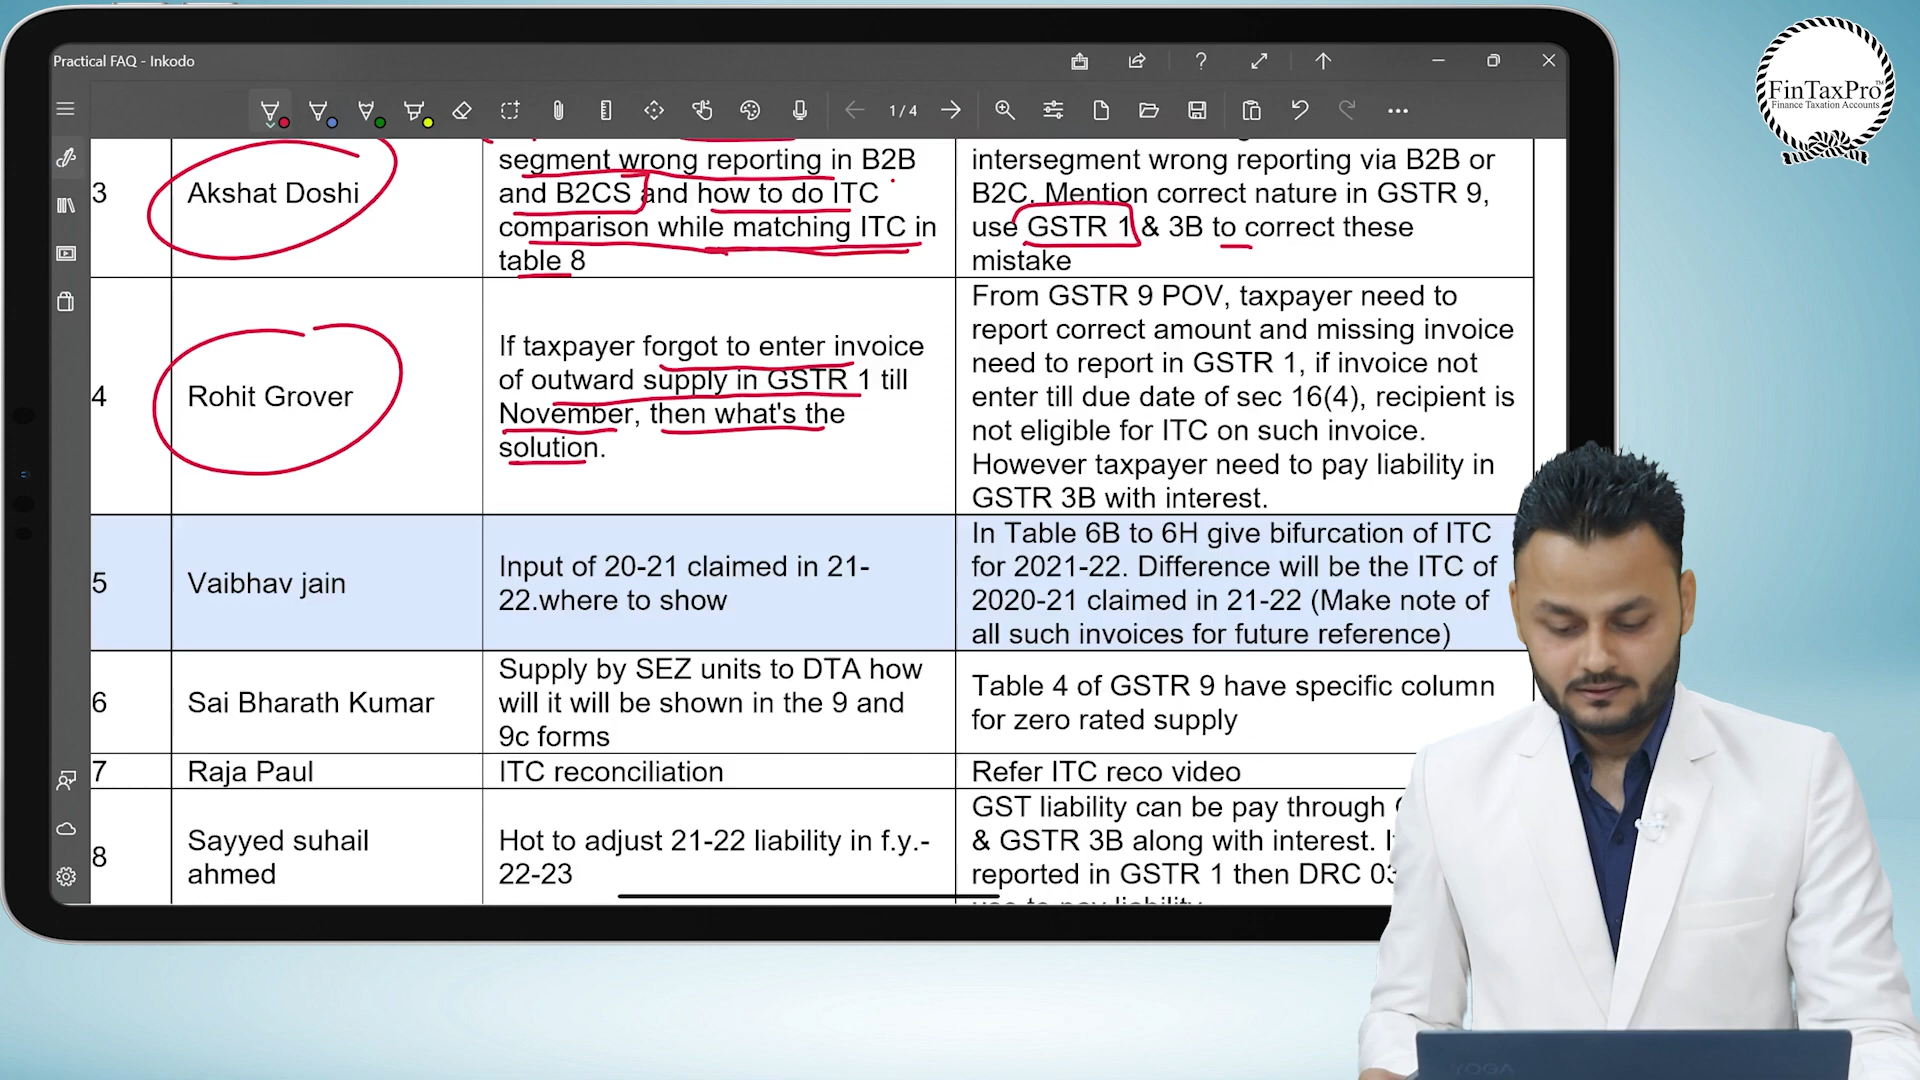 Practical FAQ - Inkodo
FinTaxPro™
Finance Taxation Accounts
1/4
3
Akshat Doshi
segment wrong reporting in B2B
and B2CS and how to do ITC
comparison while matching ITC in
table 8
intersegment wrong reporting via B2B or
B2C. Mention correct nature in GSTR 9,
use GSTR 1 & 3B to correct these
mistake
4
Rohit Grover
If taxpayer forgot to enter invoice
of outward supply in GSTR 1 till
November, then what's the
solution.
From GSTR 9 POV, taxpayer need to
report correct amount and missing invoice
need to report in GSTR 1, if invoice not
enter till due date of sec 16(4), recipient is
not eligible for ITC on such invoice.
However taxpayer need to pay liability in
GSTR 3B with interest.
5
Vaibhav jain
Input of 20-21 claimed in 21-
22.where to show
In Table 6B to 6H give bifurcation of ITC
for 2021-22. Difference will be the ITC of
2020-21 claimed in 21-22 (Make note of
all such invoices for future reference)
6
Sai Bharath Kumar
Supply by SEZ units to DTA how
will it will be shown in the 9 and
9c forms
Table 4 of GSTR 9 have specific column
for zero rated supply
7
Raja Paul
ITC reconciliation
Refer ITC reco video
8
Sayyed suhail
ahmed
Hot to adjust 21-22 liability in f.y.-
22-23
GST liability can be pay through
& GSTR 3B along with interest.
reported in GSTR 1 then DRC 03
YOGA